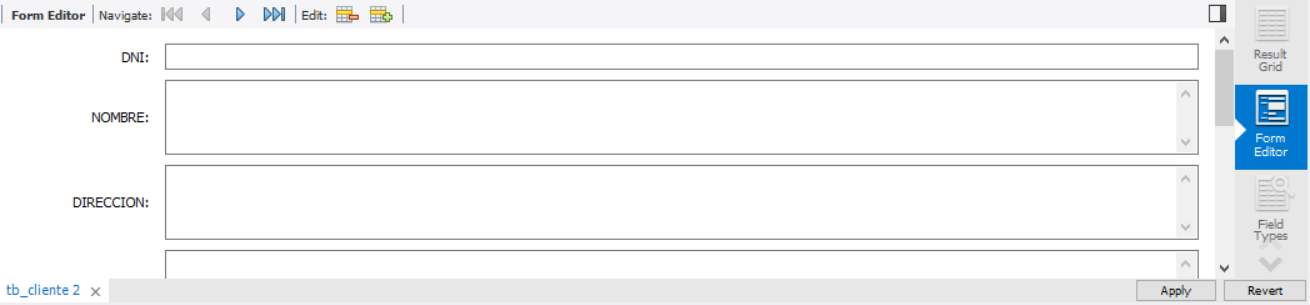 Form Editor Navigate: Edit:
DNI:
NOMBRE:
DIRECCION:
Result
Grid
Form
Editor
Field
Types
tb_cliente 2
Apply Revert